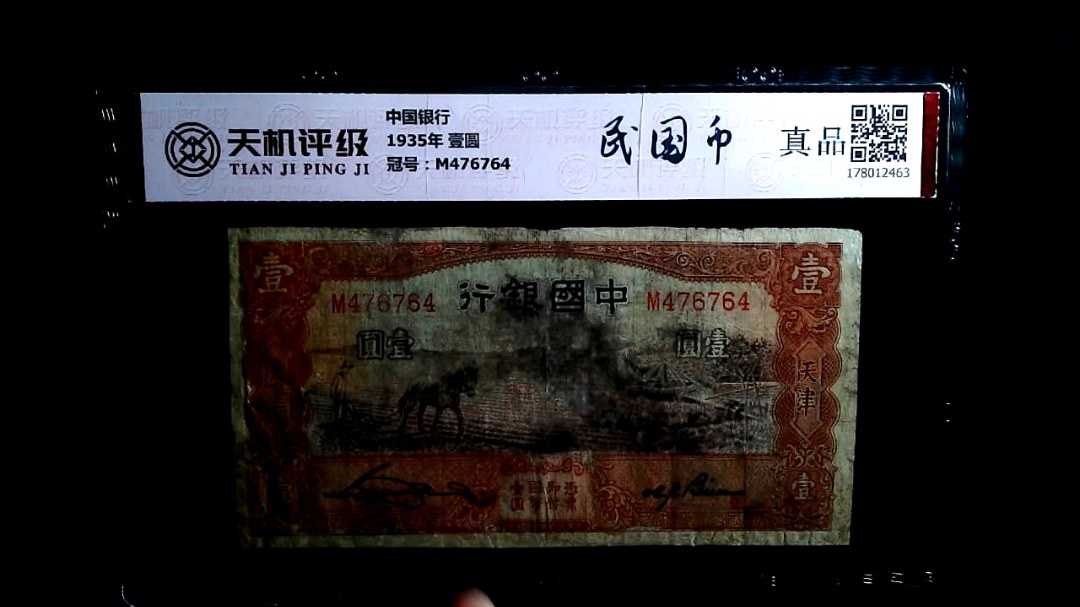 天机评级
TIAN JI PING JI
中国银行
1935年 壹圆
冠号：M476764
民国币
真品
178012463
壹
壹
M476764
行銀國中
M476764
圓壹
圓壹
天津
壹